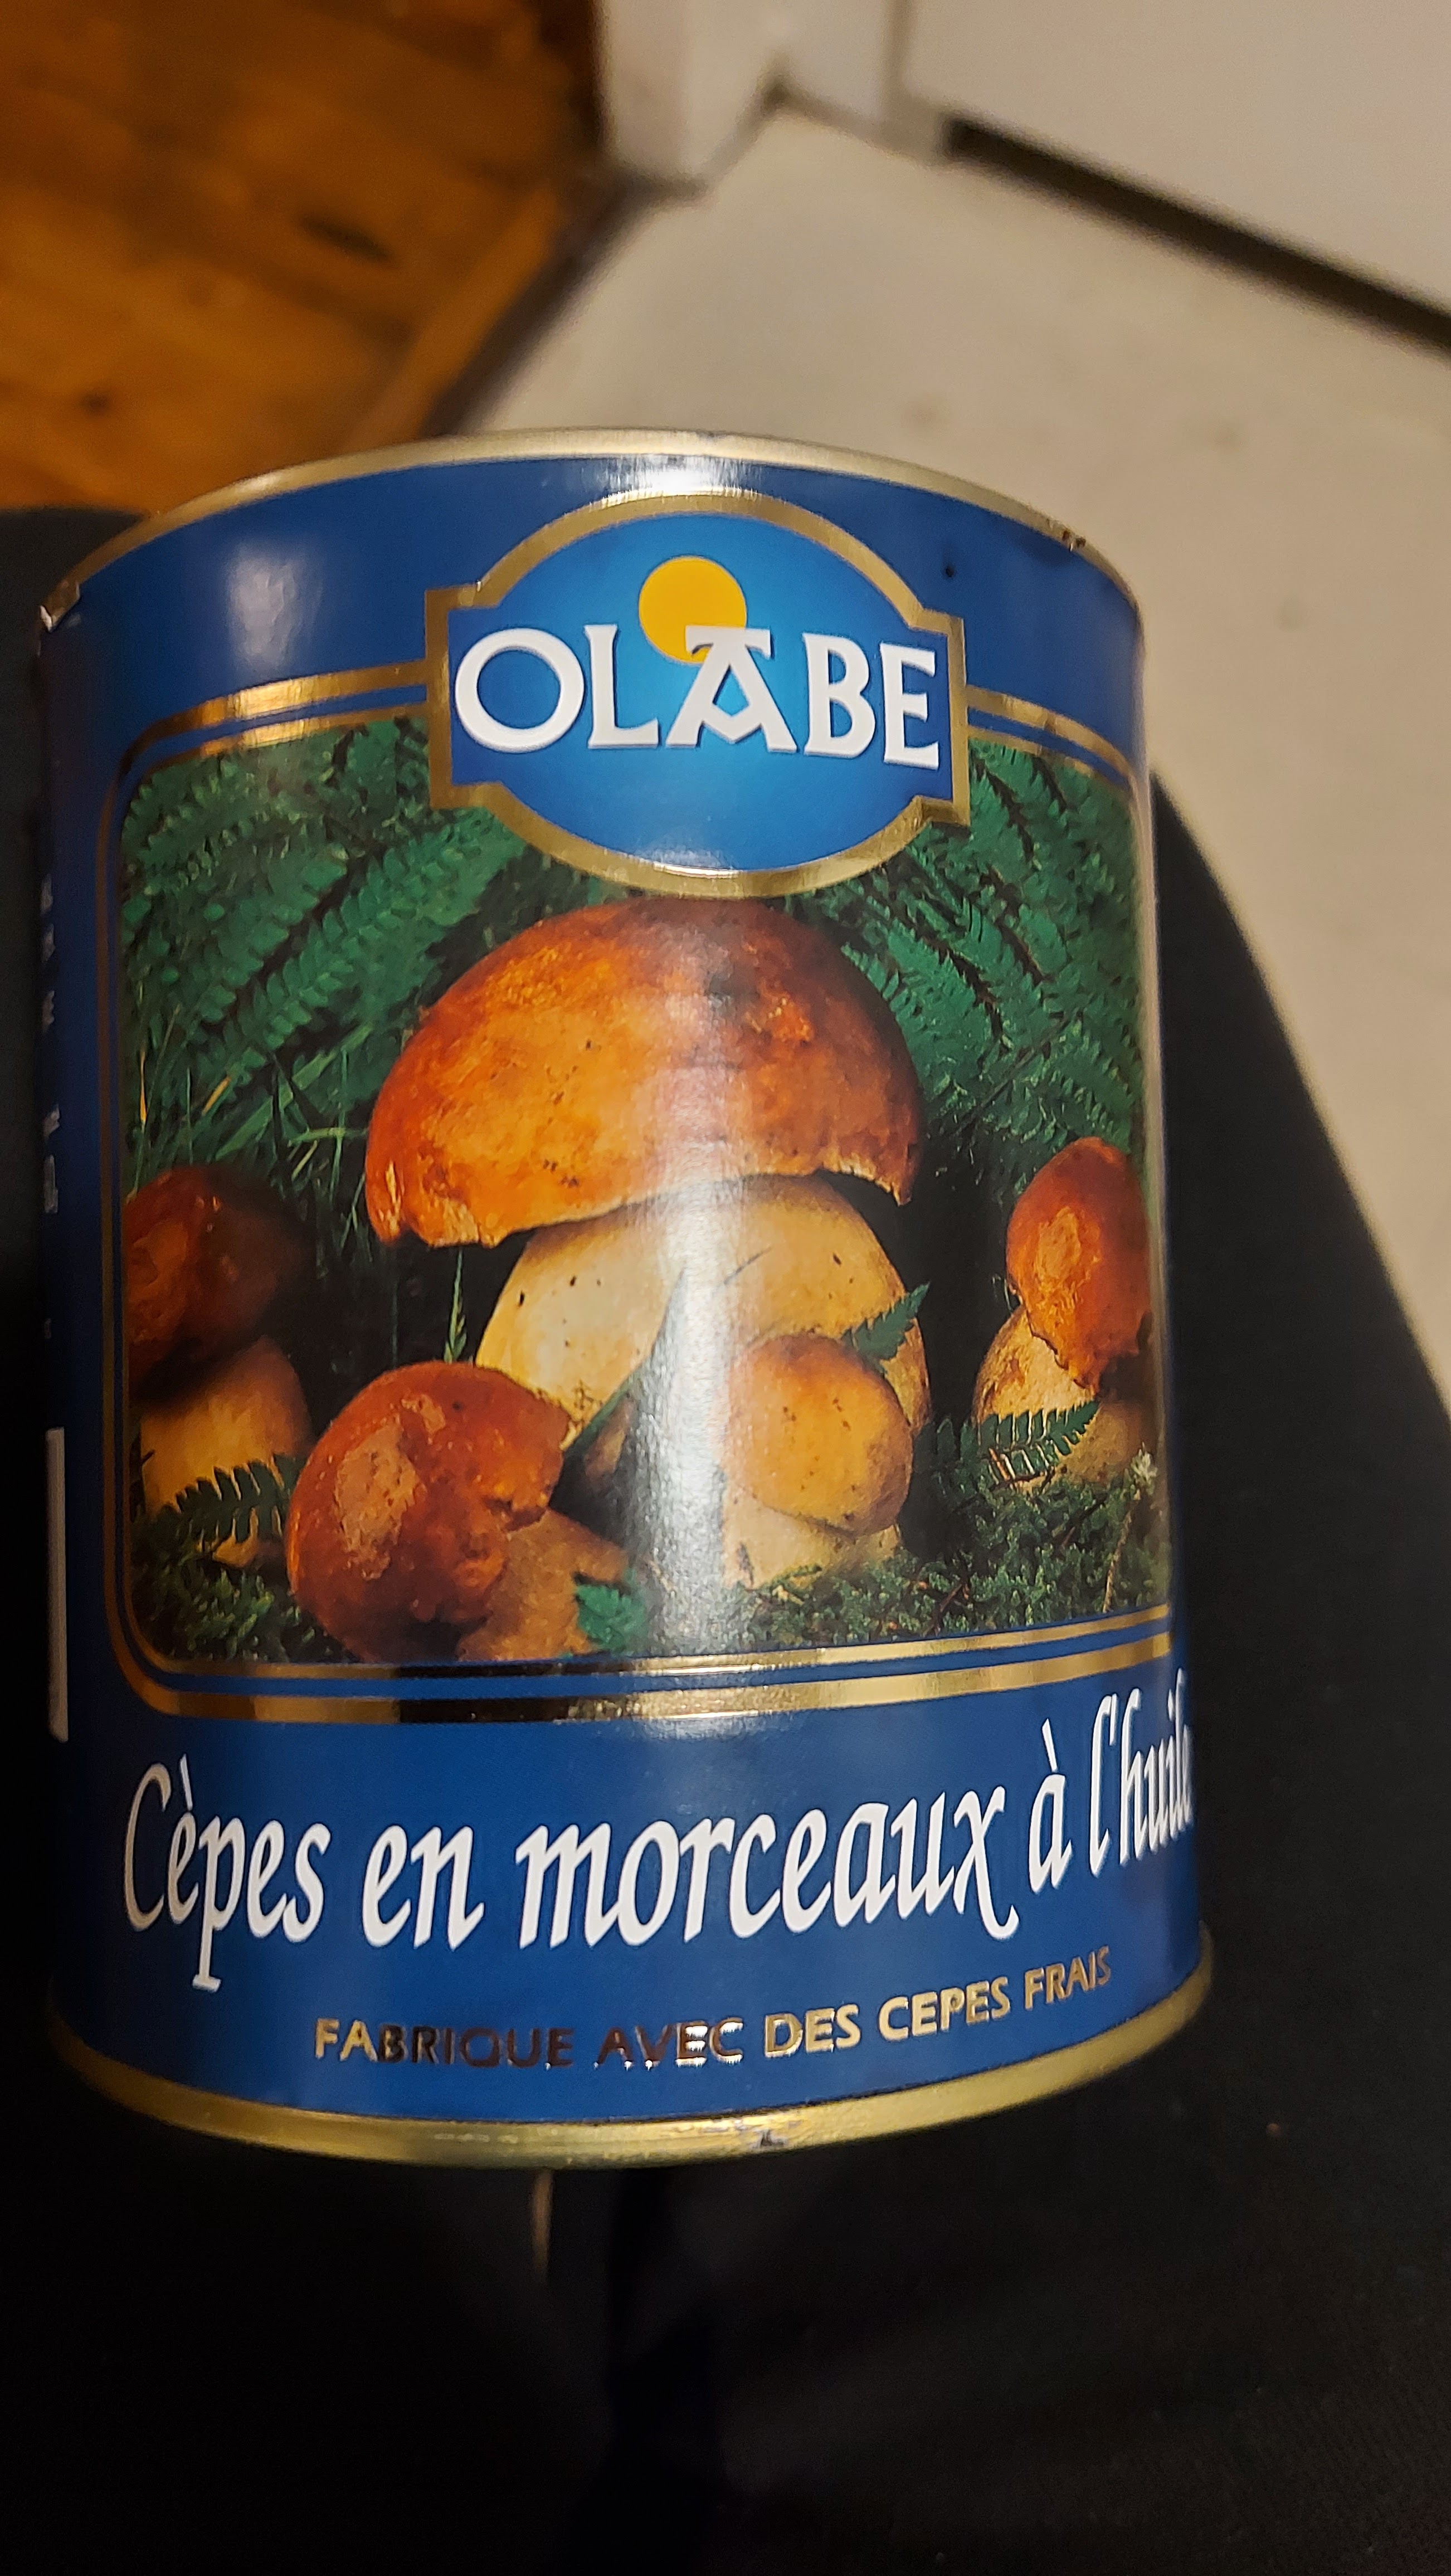 OLABE
Cèpes en morceaux à l'huile
FABRIQUE AVEC DES CEPES FRAIS